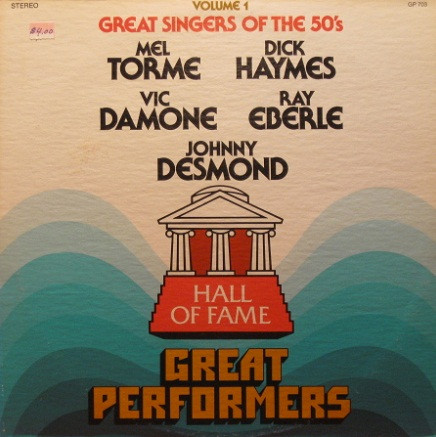 VOLUME 1
STEREO
GP 703
GREAT SINGERS OF THE 50's
$4.00
MEL TORME
DICK HAYMES
VIC DAMONE
RAY EBERLE
JOHNNY DESMOND
HALL OF FAME
GREAT PERFORMERS